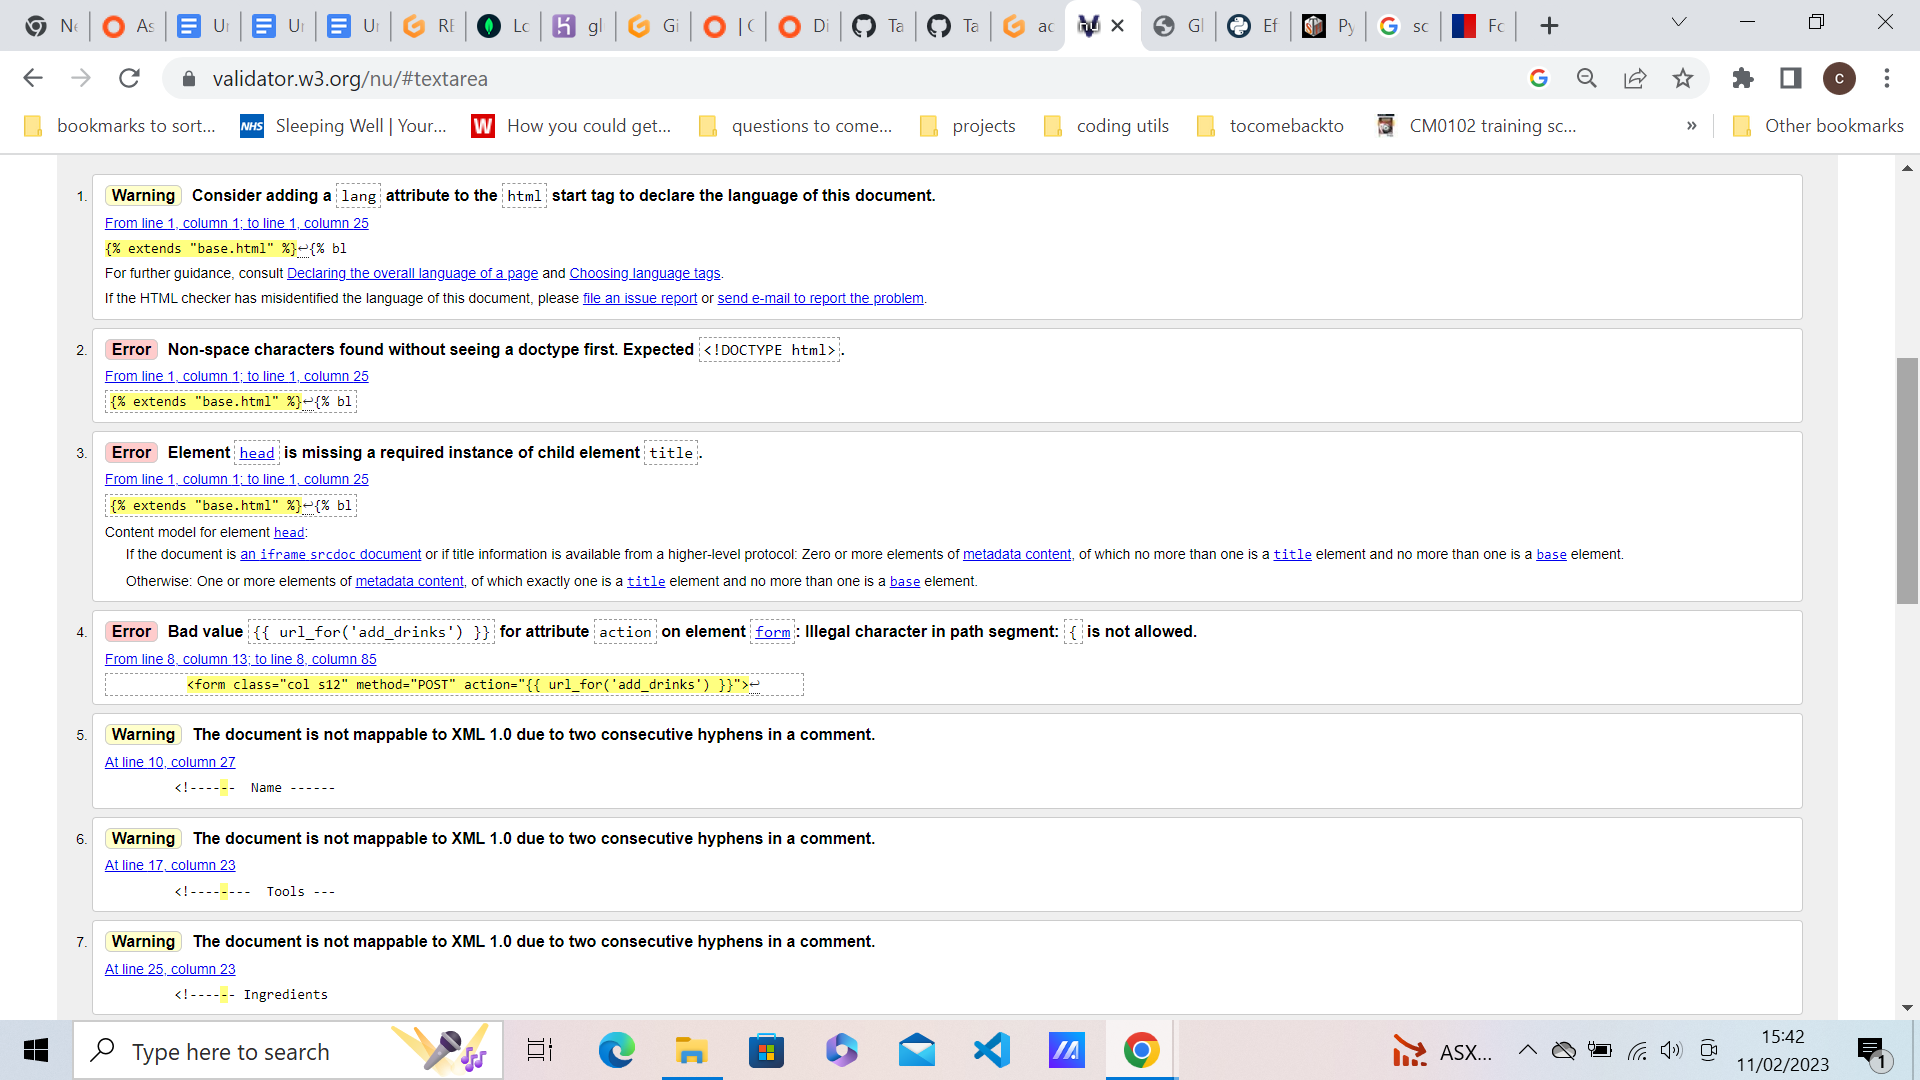 Ne
As
Ur
Ur
Ur
RE
Lc
gl
Gi
| C
Di
Ta
Ta
ac
Gl
Ef
Py
sc
Fc
validator.w3.org/nu/#textarea
c
bookmarks to sort...
NHS
Sleeping Well | Your...
W
How you could get...
questions to come...
projects
coding utils
tocomebackto
CM0102 training sc...
»
Other bookmarks
1. Warning Consider adding a lang attribute to the html start tag to declare the language of this document.
From line 1, column 1; to line 1, column 25
{% extends "base.html" %}↩{% bl
For further guidance, consult Declaring the overall language of a page and Choosing language tags.
If the HTML checker has misidentified the language of this document, please file an issue report or send e-mail to report the problem.
2. Error Non-space characters found without seeing a doctype first. Expected <!DOCTYPE html>.
From line 1, column 1; to line 1, column 25
{% extends "base.html" %}↩{% bl
3. Error Element head is missing a required instance of child element title.
From line 1, column 1; to line 1, column 25
{% extends "base.html" %}↩{% bl
Content model for element head:
If the document is an iframe srcdoc document or if title information is available from a higher-level protocol: Zero or more elements of metadata content, of which no more than one is a title element and no more than one is a base element.
Otherwise: One or more elements of metadata content, of which exactly one is a title element and no more than one is a base element.
4. Error Bad value {{ url_for('add_drinks') }} for attribute action on element form: Illegal character in path segment: { is not allowed.
From line 8, column 13; to line 8, column 85
<form class="col s12" method="POST" action="{{ url_for('add_drinks') }}">↩
5. Warning The document is not mappable to XML 1.0 due to two consecutive hyphens in a comment.
At line 10, column 27
<!------  Name ------
6. Warning The document is not mappable to XML 1.0 due to two consecutive hyphens in a comment.
At line 17, column 23
<!--------  Tools ---
7. Warning The document is not mappable to XML 1.0 due to two consecutive hyphens in a comment.
At line 25, column 23
<!------ Ingredients
Type here to search
ASX...
15:42
11/02/2023
1